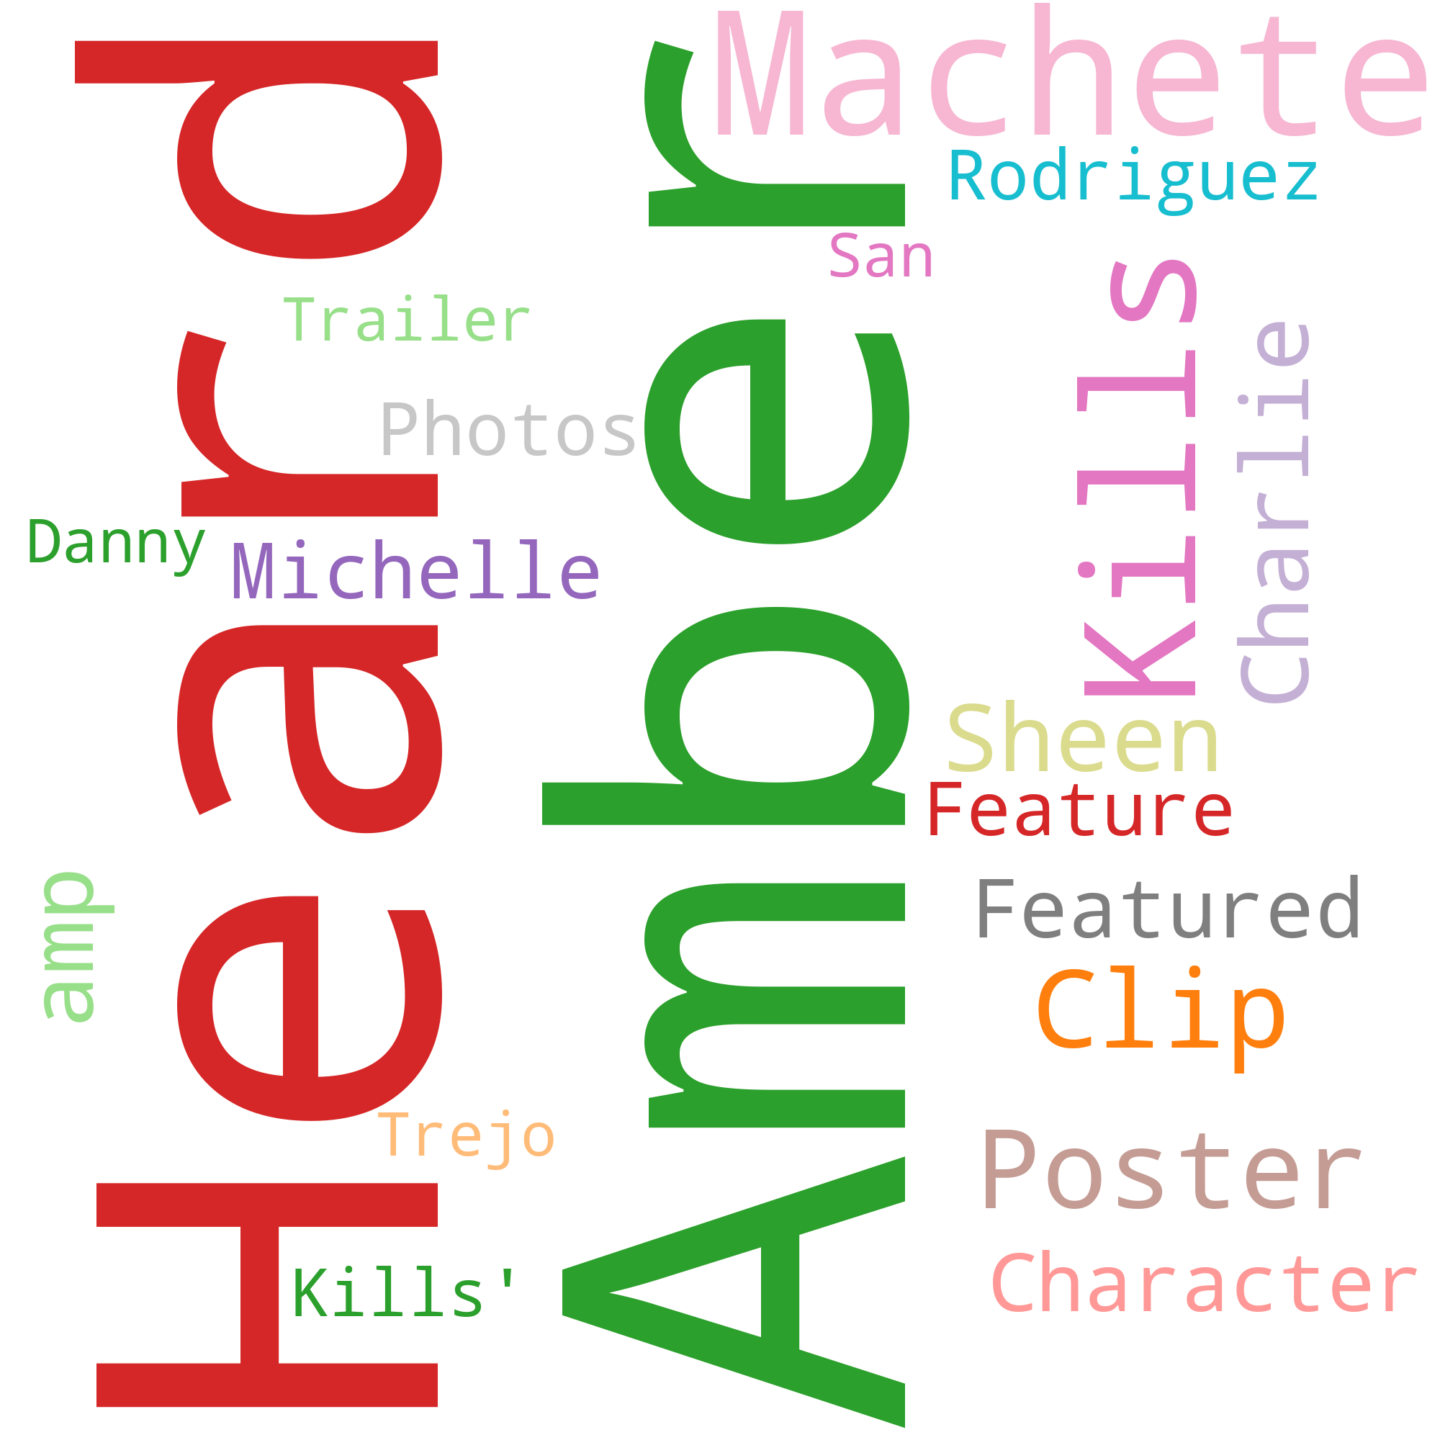 Heard
Amber
Machete
Rodriguez
San
Trailer
Kills
Charlie
Photos
Danny
Michelle
Sheen
Feature
amp
Featured
Clip
Trejo
Poster
Kills'
Character